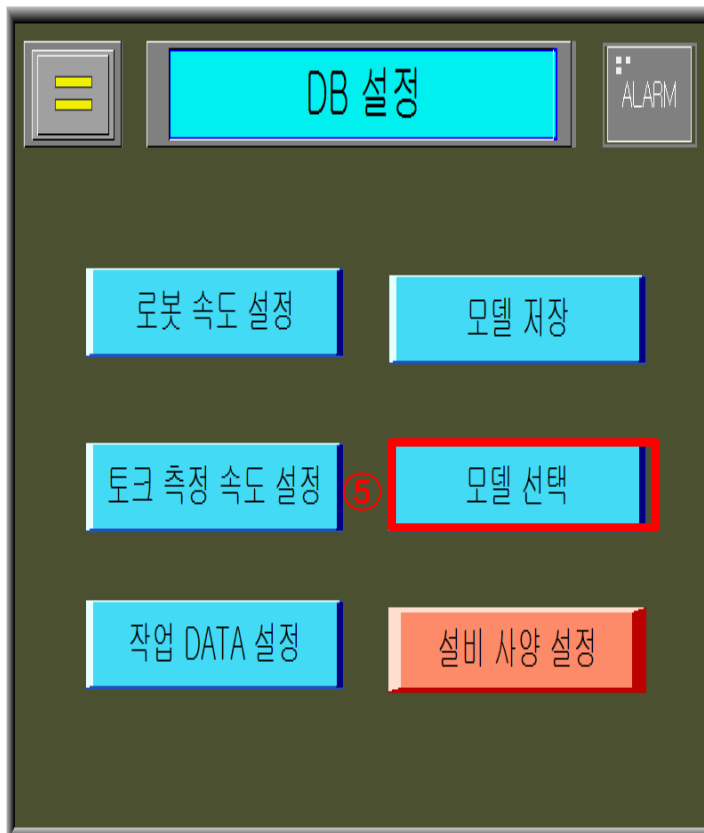 DB 설정
ALARM
로봇 속도 설정
모델 저장
토크 측정 속도 설정
⑤
모델 선택
작업 DATA 설정
설비 사양 설정